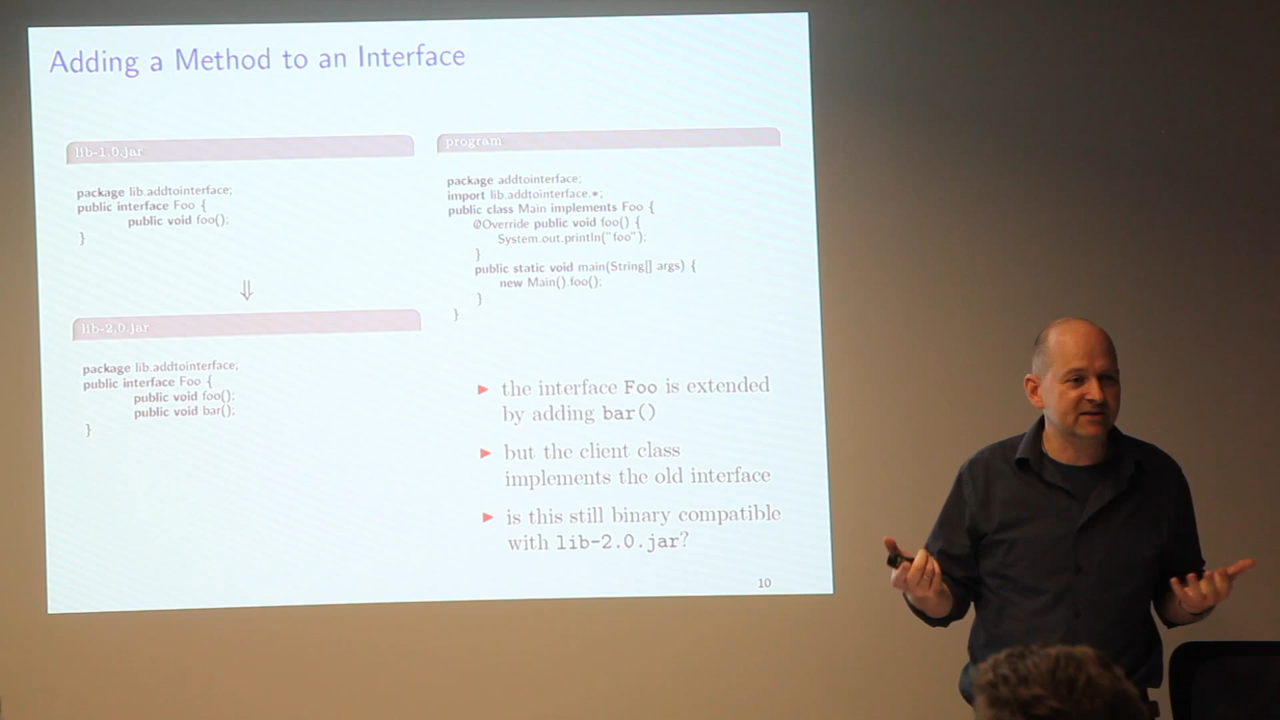 Adding a Method to an Interface
lib-1.0.jar
package lib.addtointerface;
public interface Foo {
public void foo();
}
⇓
lib-2.0.jar
package lib.addtointerface;
public interface Foo {
public void foo();
public void bar();
}
program
package addtointerface;
import lib.addtointerface.*;
public class Main implements Foo {
@Override public void foo() {
System.out.println("foo");
}
public static void main(String[] args) {
new Main().foo();
}
}
▶ the interface Foo is extended
by adding bar()
▶ but the client class
implements the old interface
▶ is this still binary compatible
with lib-2.0.jar?
10